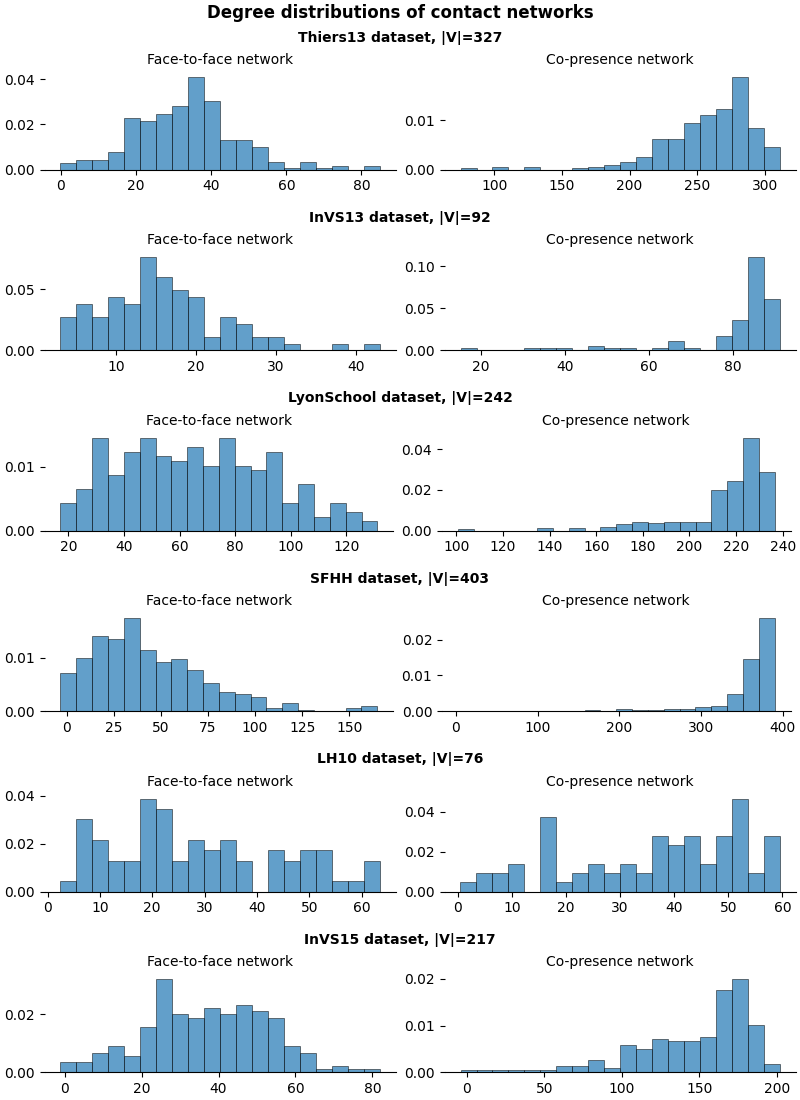 Degree distributions of contact networks
Thiers13 dataset, |V|=327
Face-to-face network Co-presence network
0.04
0.02
0.00
0 20 40 60 80
0.01
0.00
100 150 200 250 300
InVS13 dataset, |V|=92
Face-to-face network Co-presence network
0.05
0.00
10 20 30 40
0.10
0.05
0.00
20 40 60 80
LyonSchool dataset, |V|=242
Face-to-face network Co-presence network
0.01
0.00
20 40 60 80 100 120
0.04
0.02
0.00
100 120 140 160 180 200 220 240
SFHH dataset, |V|=403
Face-to-face network Co-presence network
0.01
0.00
0 25 50 75 100 125 150
0.02
0.01
0.00
0 100 200 300 400
LH10 dataset, |V|=76
Face-to-face network Co-presence network
0.04
0.02
0.00
0 10 20 30 40 50 60
0.04
0.02
0.00
0 10 20 30 40 50 60
InVS15 dataset, |V|=217
Face-to-face network Co-presence network
0.02
0.00
0 20 40 60 80
0.02
0.01
0.00
0 50 100 150 200